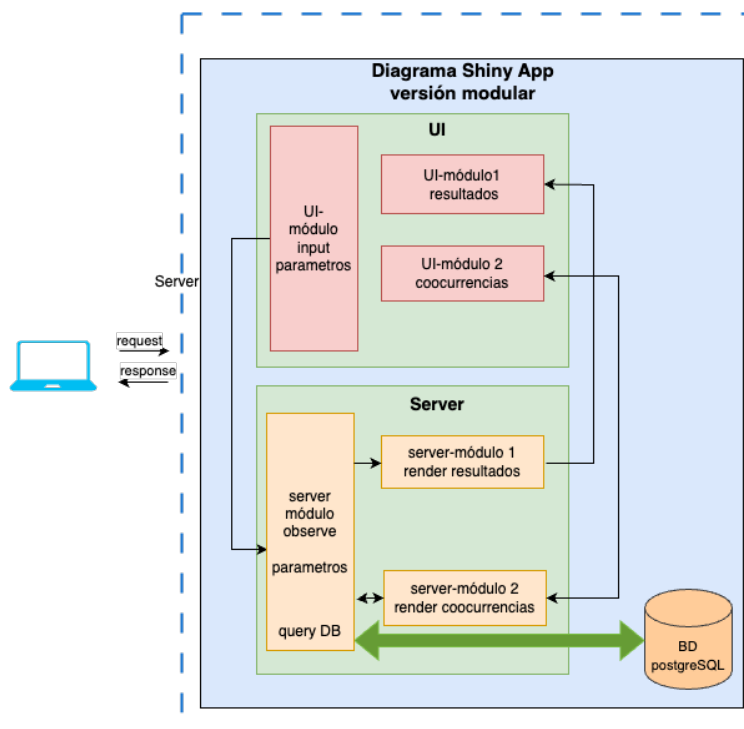 Diagrama Shiny App
versión modular
UI
UI-
módulo
input
parametros
UI-módulo1
resultados
UI-módulo 2
coocurrencias
Server
request
response
Server
server
módulo
observe
parametros
query DB
server-módulo 1
render resultados
server-módulo 2
render coocurrencias
BD
postgreSQL